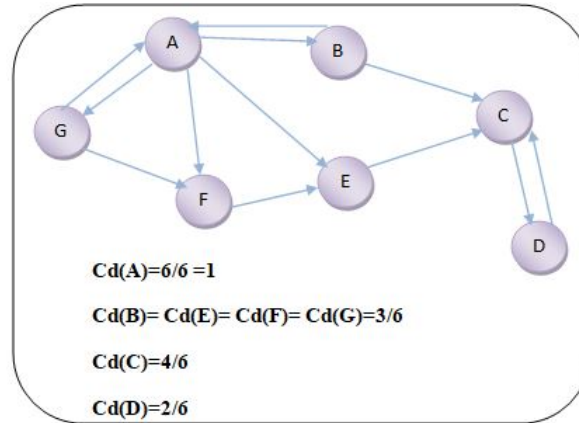 A
B
C
G
E
F
D
Cd(A)=6/6 =1
Cd(B)= Cd(E)= Cd(F)= Cd(G)=3/6
Cd(C)=4/6
Cd(D)=2/6